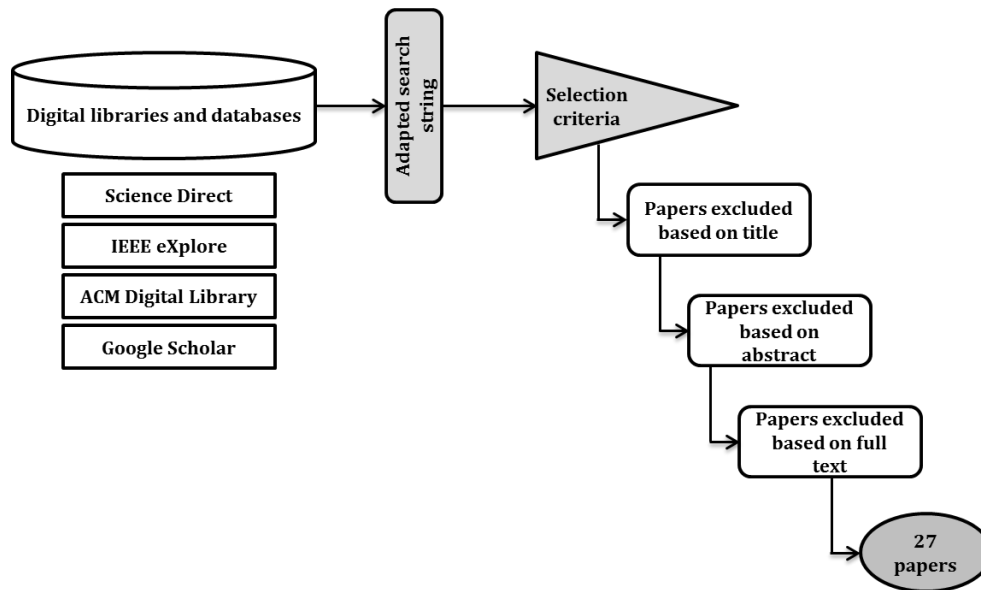 Digital libraries and databases
Science Direct
IEEE eXplore
ACM Digital Library
Google Scholar
Adapted search
string
Selection
criteria
Papers excluded
based on title
Papers excluded
based on
abstract
Papers excluded
based on full
text
27
papers